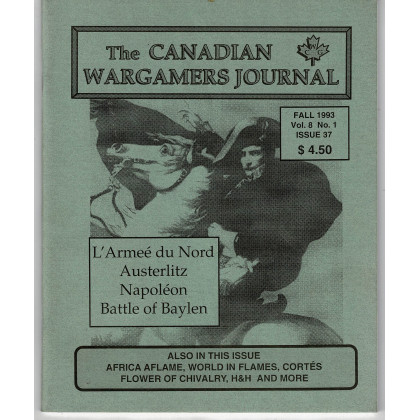 The CANADIAN
WARGAMERS JOURNAL
FALL 1993
Vol. 8 No. 1
ISSUE 37
$ 4.50
L'Armeé du Nord
Austerlitz
Napoléon
Battle of Baylen
ALSO IN THIS ISSUE
AFRICA AFLAME, WORLD IN FLAMES, CORTÉS
FLOWER OF CHIVALRY, H&H AND MORE